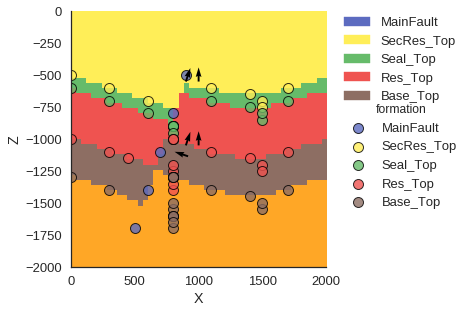 0
−250
−500
−750
−1000
−1250
−1500
−1750
−2000
Z
0
500
1000
1500
2000
X
MainFault
SecRes_Top
Seal_Top
Res_Top
Base_Top
formation
MainFault
SecRes_Top
Seal_Top
Res_Top
Base_Top